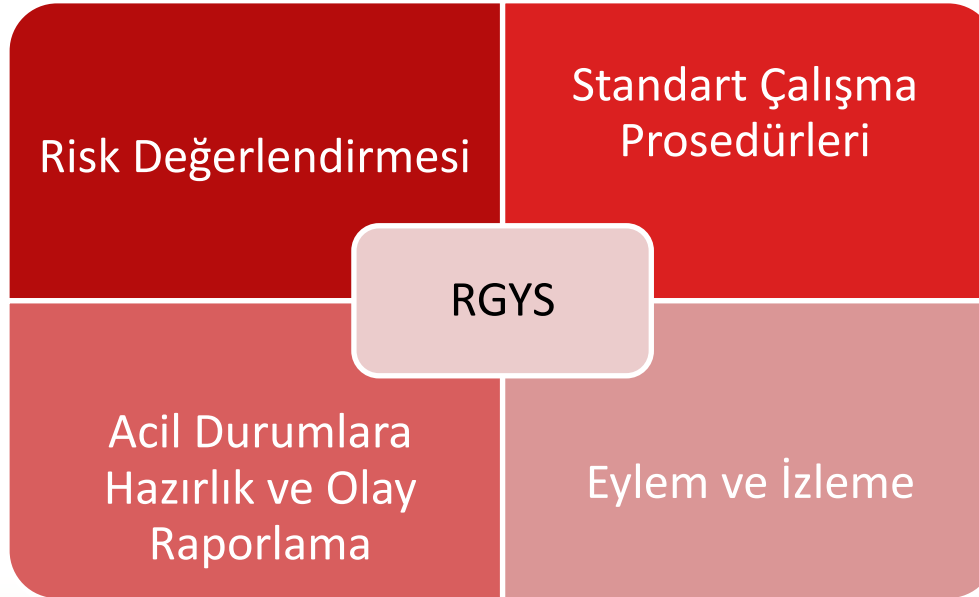 Risk Değerlendirmesi
Standart Çalışma
Prosedürleri
RGYS
Acil Durumlara
Hazırlık ve Olay
Raporlama
Eylem ve İzleme